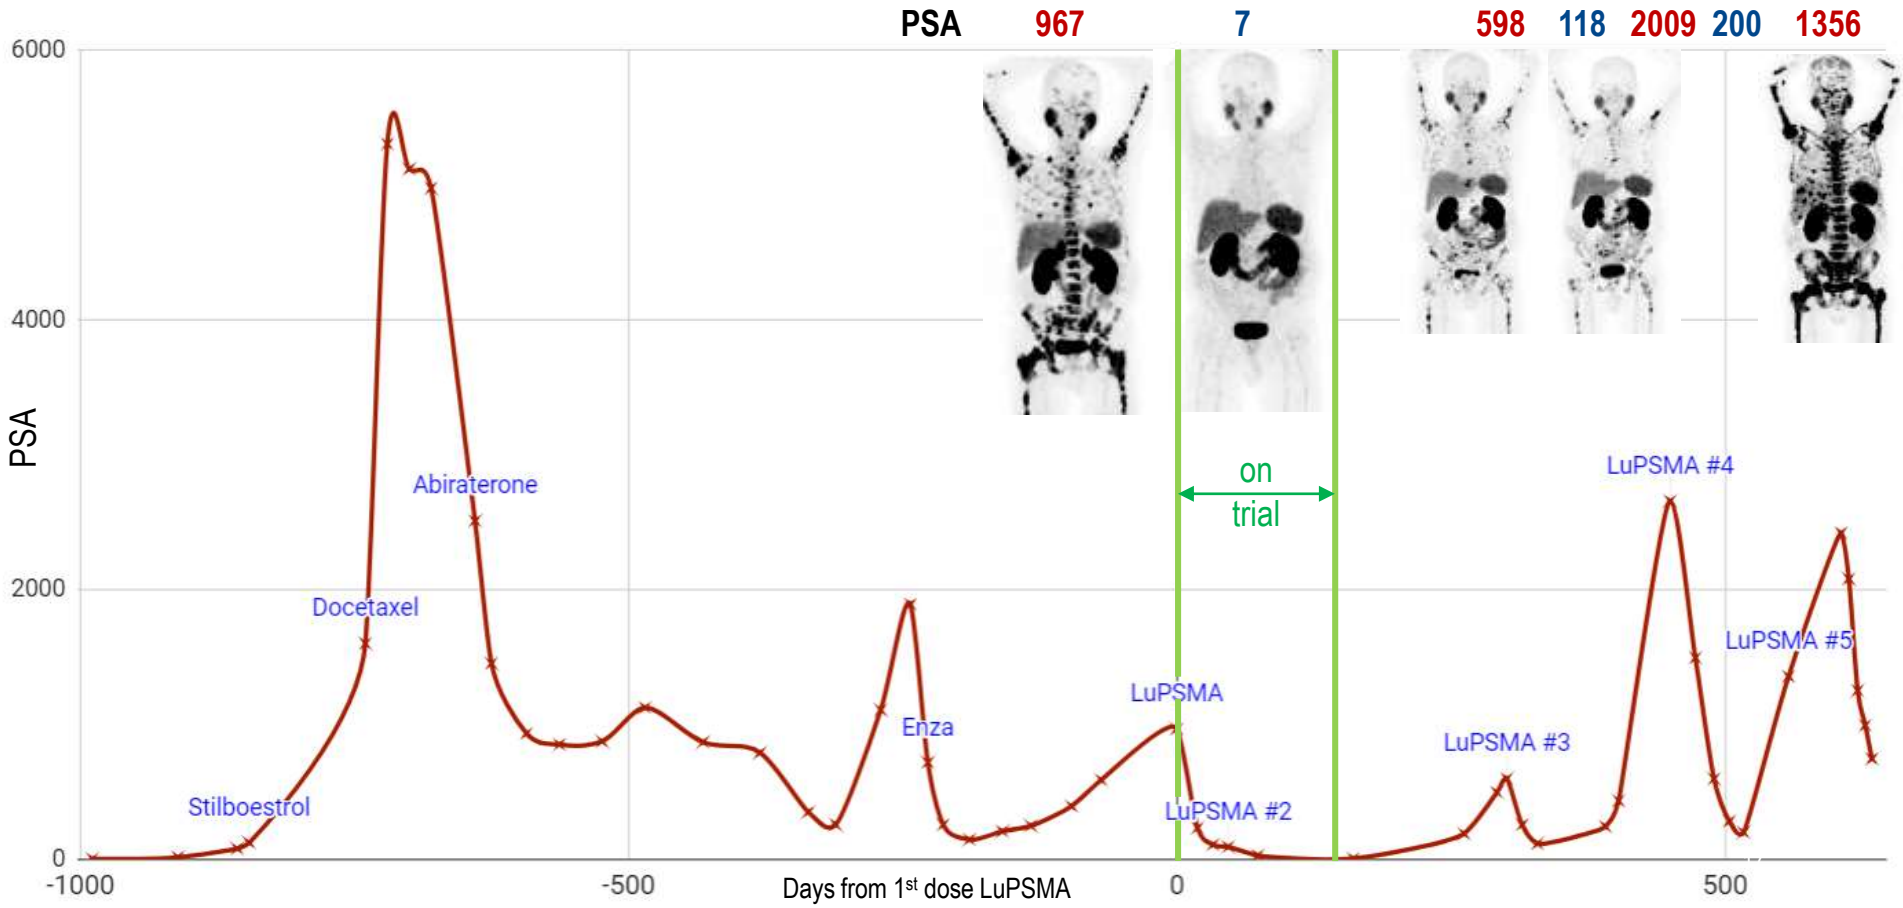 PSA 967 7 598 118 2009 200 1356
6000
4000
2000
0
PSA
-1000 -500 0 500
Days from 1st dose LuPSMA
Stilboestrol
Docetaxel
Abiraterone
Enza
LuPSMA
LuPSMA #2
on
trial
LuPSMA #3
LuPSMA #4
LuPSMA #5